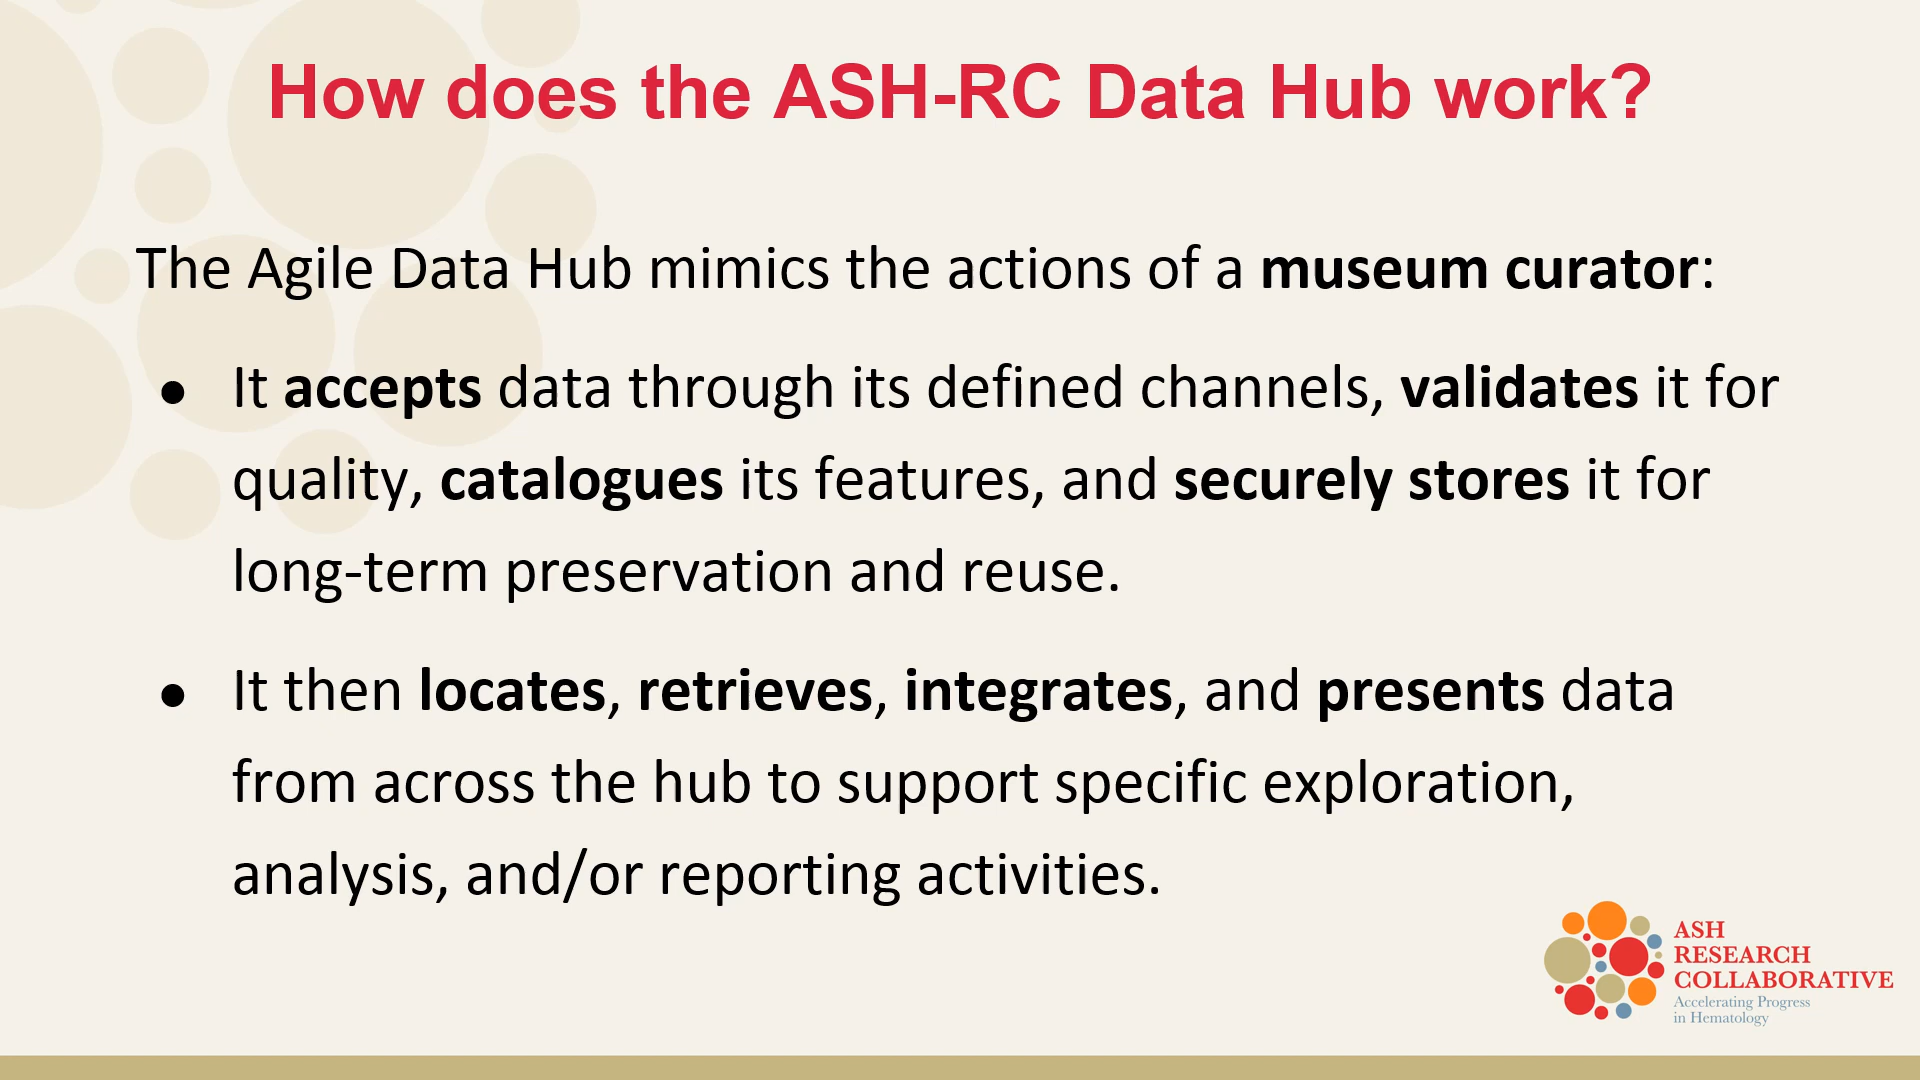 How does the ASH-RC Data Hub work?
The Agile Data Hub mimics the actions of a museum curator:
● It accepts data through its defined channels, validates it for
quality, catalogues its features, and securely stores it for
long-term preservation and reuse.
● It then locates, retrieves, integrates, and presents data
from across the hub to support specific exploration,
analysis, and/or reporting activities.
ASH
RESEARCH
COLLABORATIVE
Accelerating Progress
in Hematology